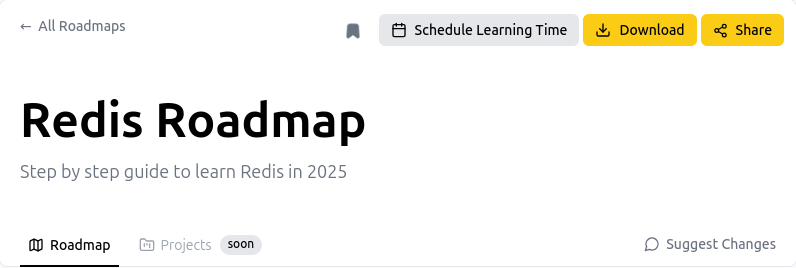 ← All Roadmaps
Schedule Learning Time
Download
Share
Redis Roadmap
Step by step guide to learn Redis in 2025
Roadmap
Projects soon
Suggest Changes